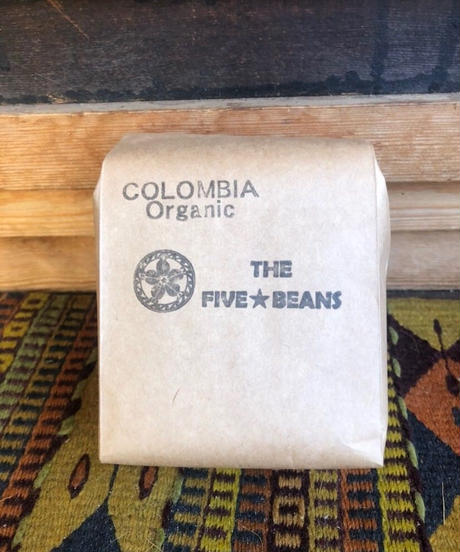 COLOMBIA
Organic
THE
FIVE★BEANS